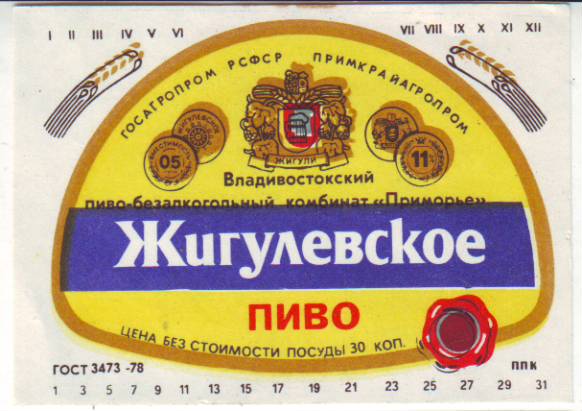 I II III IV V VI VII VIII IX X XI XII
ГОСАГРОПРОМ РСФСР ПРИМКРАЙАГРОПРОМ
ЖИГУЛЕВСКОЕ
ВМЕСТИМОСТЬ
05
11
ЖИГУЛИ
Владивостокский
пиво-безалкогольный комбинат «Приморье»
Жигулевское
ПИВО
ЦЕНА БЕЗ СТОИМОСТИ ПОСУДЫ 30 КОП.
ГОСТ 3473 -78 ППК
1 3 5 7 9 11 13 15 17 19 21 23 25 27 29 31